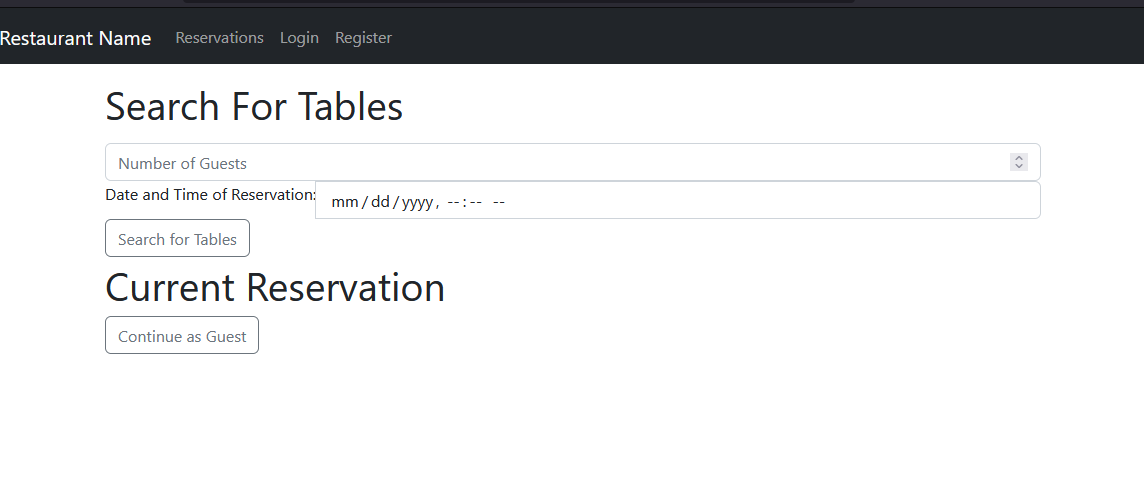 Restaurant Name Reservations Login Register
Search For Tables
Number of Guests
Date and Time of Reservation: mm/dd/yyyy, --:-- --
Search for Tables
Current Reservation
Continue as Guest